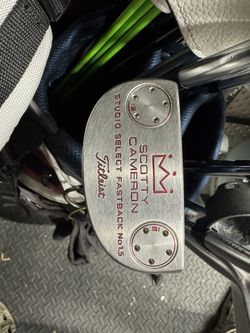 SCOTTY
CAMERON
STUDIO SELECT FASTBACK No1.5
Titleist